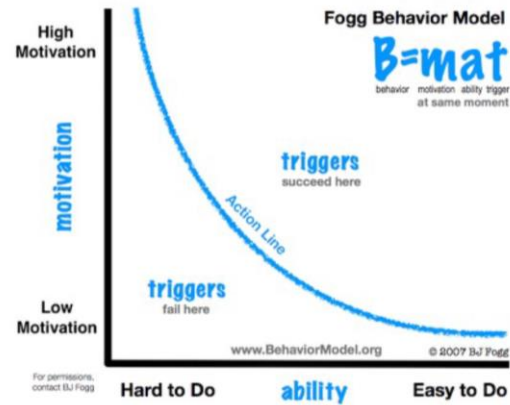 Fogg Behavior Model
B=mat
behavior motivation ability trigger
at same moment
High
Motivation
motivation
triggers
succeed here
Action Line
triggers
fail here
Low
Motivation
www.BehaviorModel.org
© 2007 BJ Fogg
For permissions,
contact BJ Fogg
Hard to Do
ability
Easy to Do